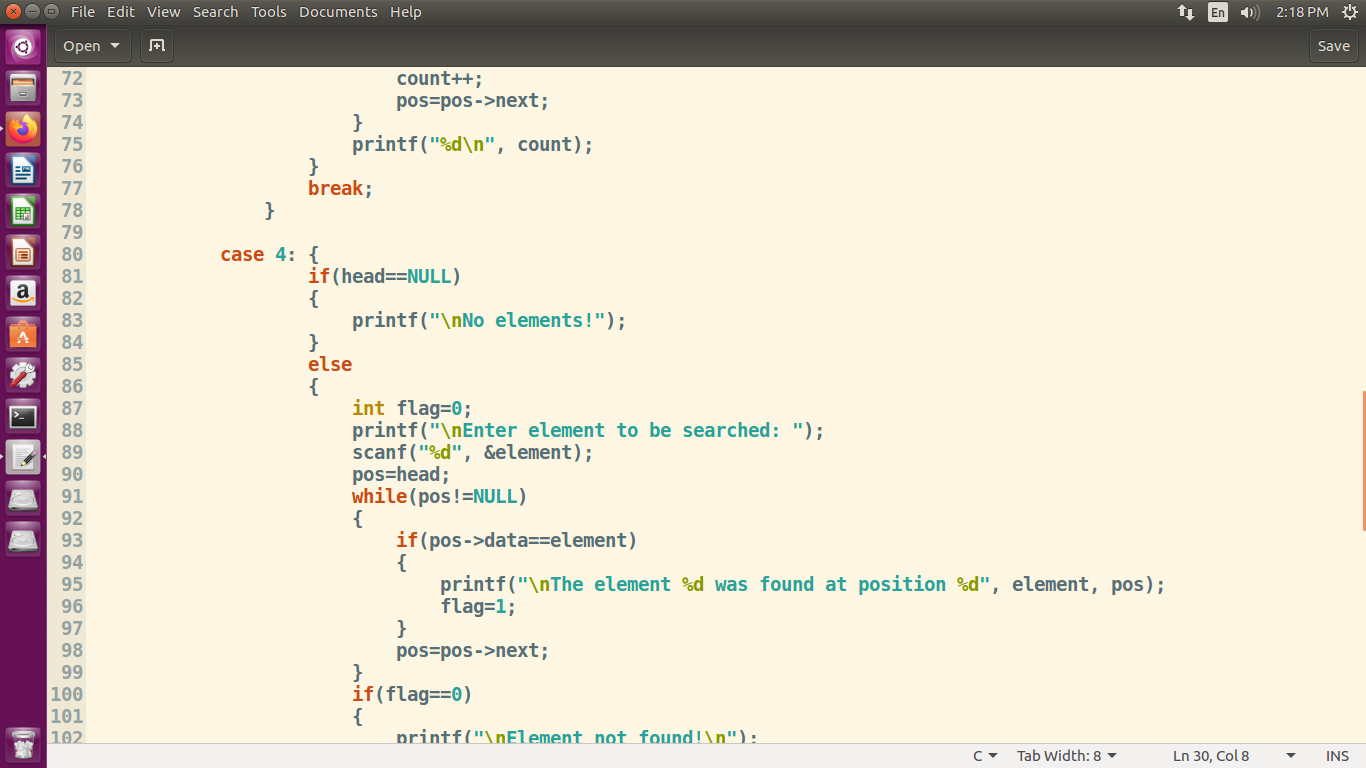 File Edit View Search Tools Documents Help En 2:18 PM
Open Save
72 count++;
73 pos=pos->next;
74 }
75 printf("%d\n", count);
76 }
77 break;
78 }
79
80 case 4: {
81 if(head==NULL)
82 {
83 printf("\nNo elements!");
84 }
85 else
86 {
87 int flag=0;
88 printf("\nEnter element to be searched: ");
89 scanf("%d", &element);
90 pos=head;
91 while(pos!=NULL)
92 {
93 if(pos->data==element)
94 {
95 printf("\nThe element %d was found at position %d", element, pos);
96 flag=1;
97 }
98 pos=pos->next;
99 }
100 if(flag==0)
101 {
102 printf("\nElement not found!\n");
C Tab Width: 8 Ln 30, Col 8 INS